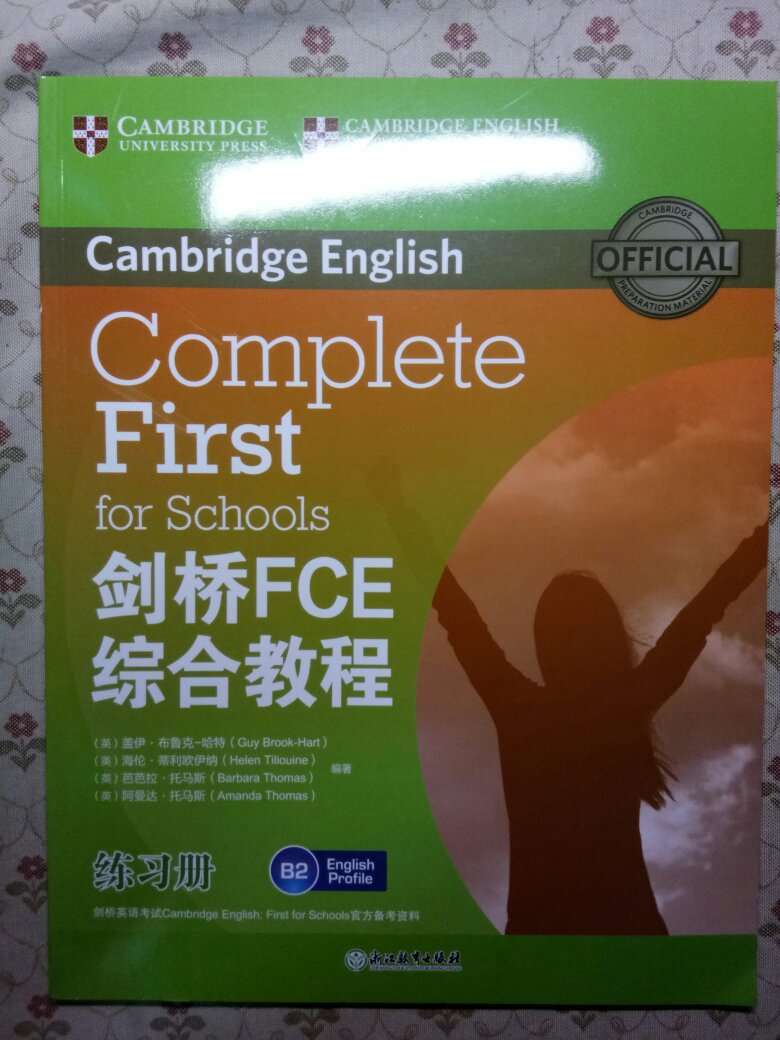 CAMBRIDGE
UNIVERSITY PRESS
CAMBRIDGE ENGLISH
Cambridge English
CAMBRIDGE
OFFICIAL
PREPARATION MATERIAL
Complete
First
for Schools
剑桥FCE
综合教程
(英)盖伊·布鲁克-哈特(Guy Brook-Hart)
(英)海伦·蒂利欧伊纳(Helen Tiliouine)
(英)芭芭拉·托马斯(Barbara Thomas)
(英)阿曼达·托马斯(Amanda Thomas)
编著
练习册
B2
English
Profile
剑桥英语考试Cambridge English: First for Schools官方备考资料
浙江教育出版社
ZHEJIANG EDUCATION PUBLISHING HOUSE